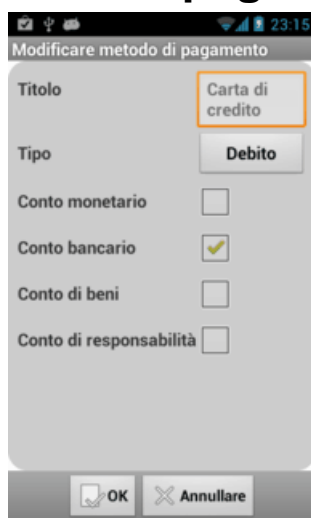 23:15
Modificare metodo di pagamento
Titolo
Carta di
credito
Tipo
Debito
Conto monetario
Conto bancario
Conto di beni
Conto di responsabilità
OK
Annullare